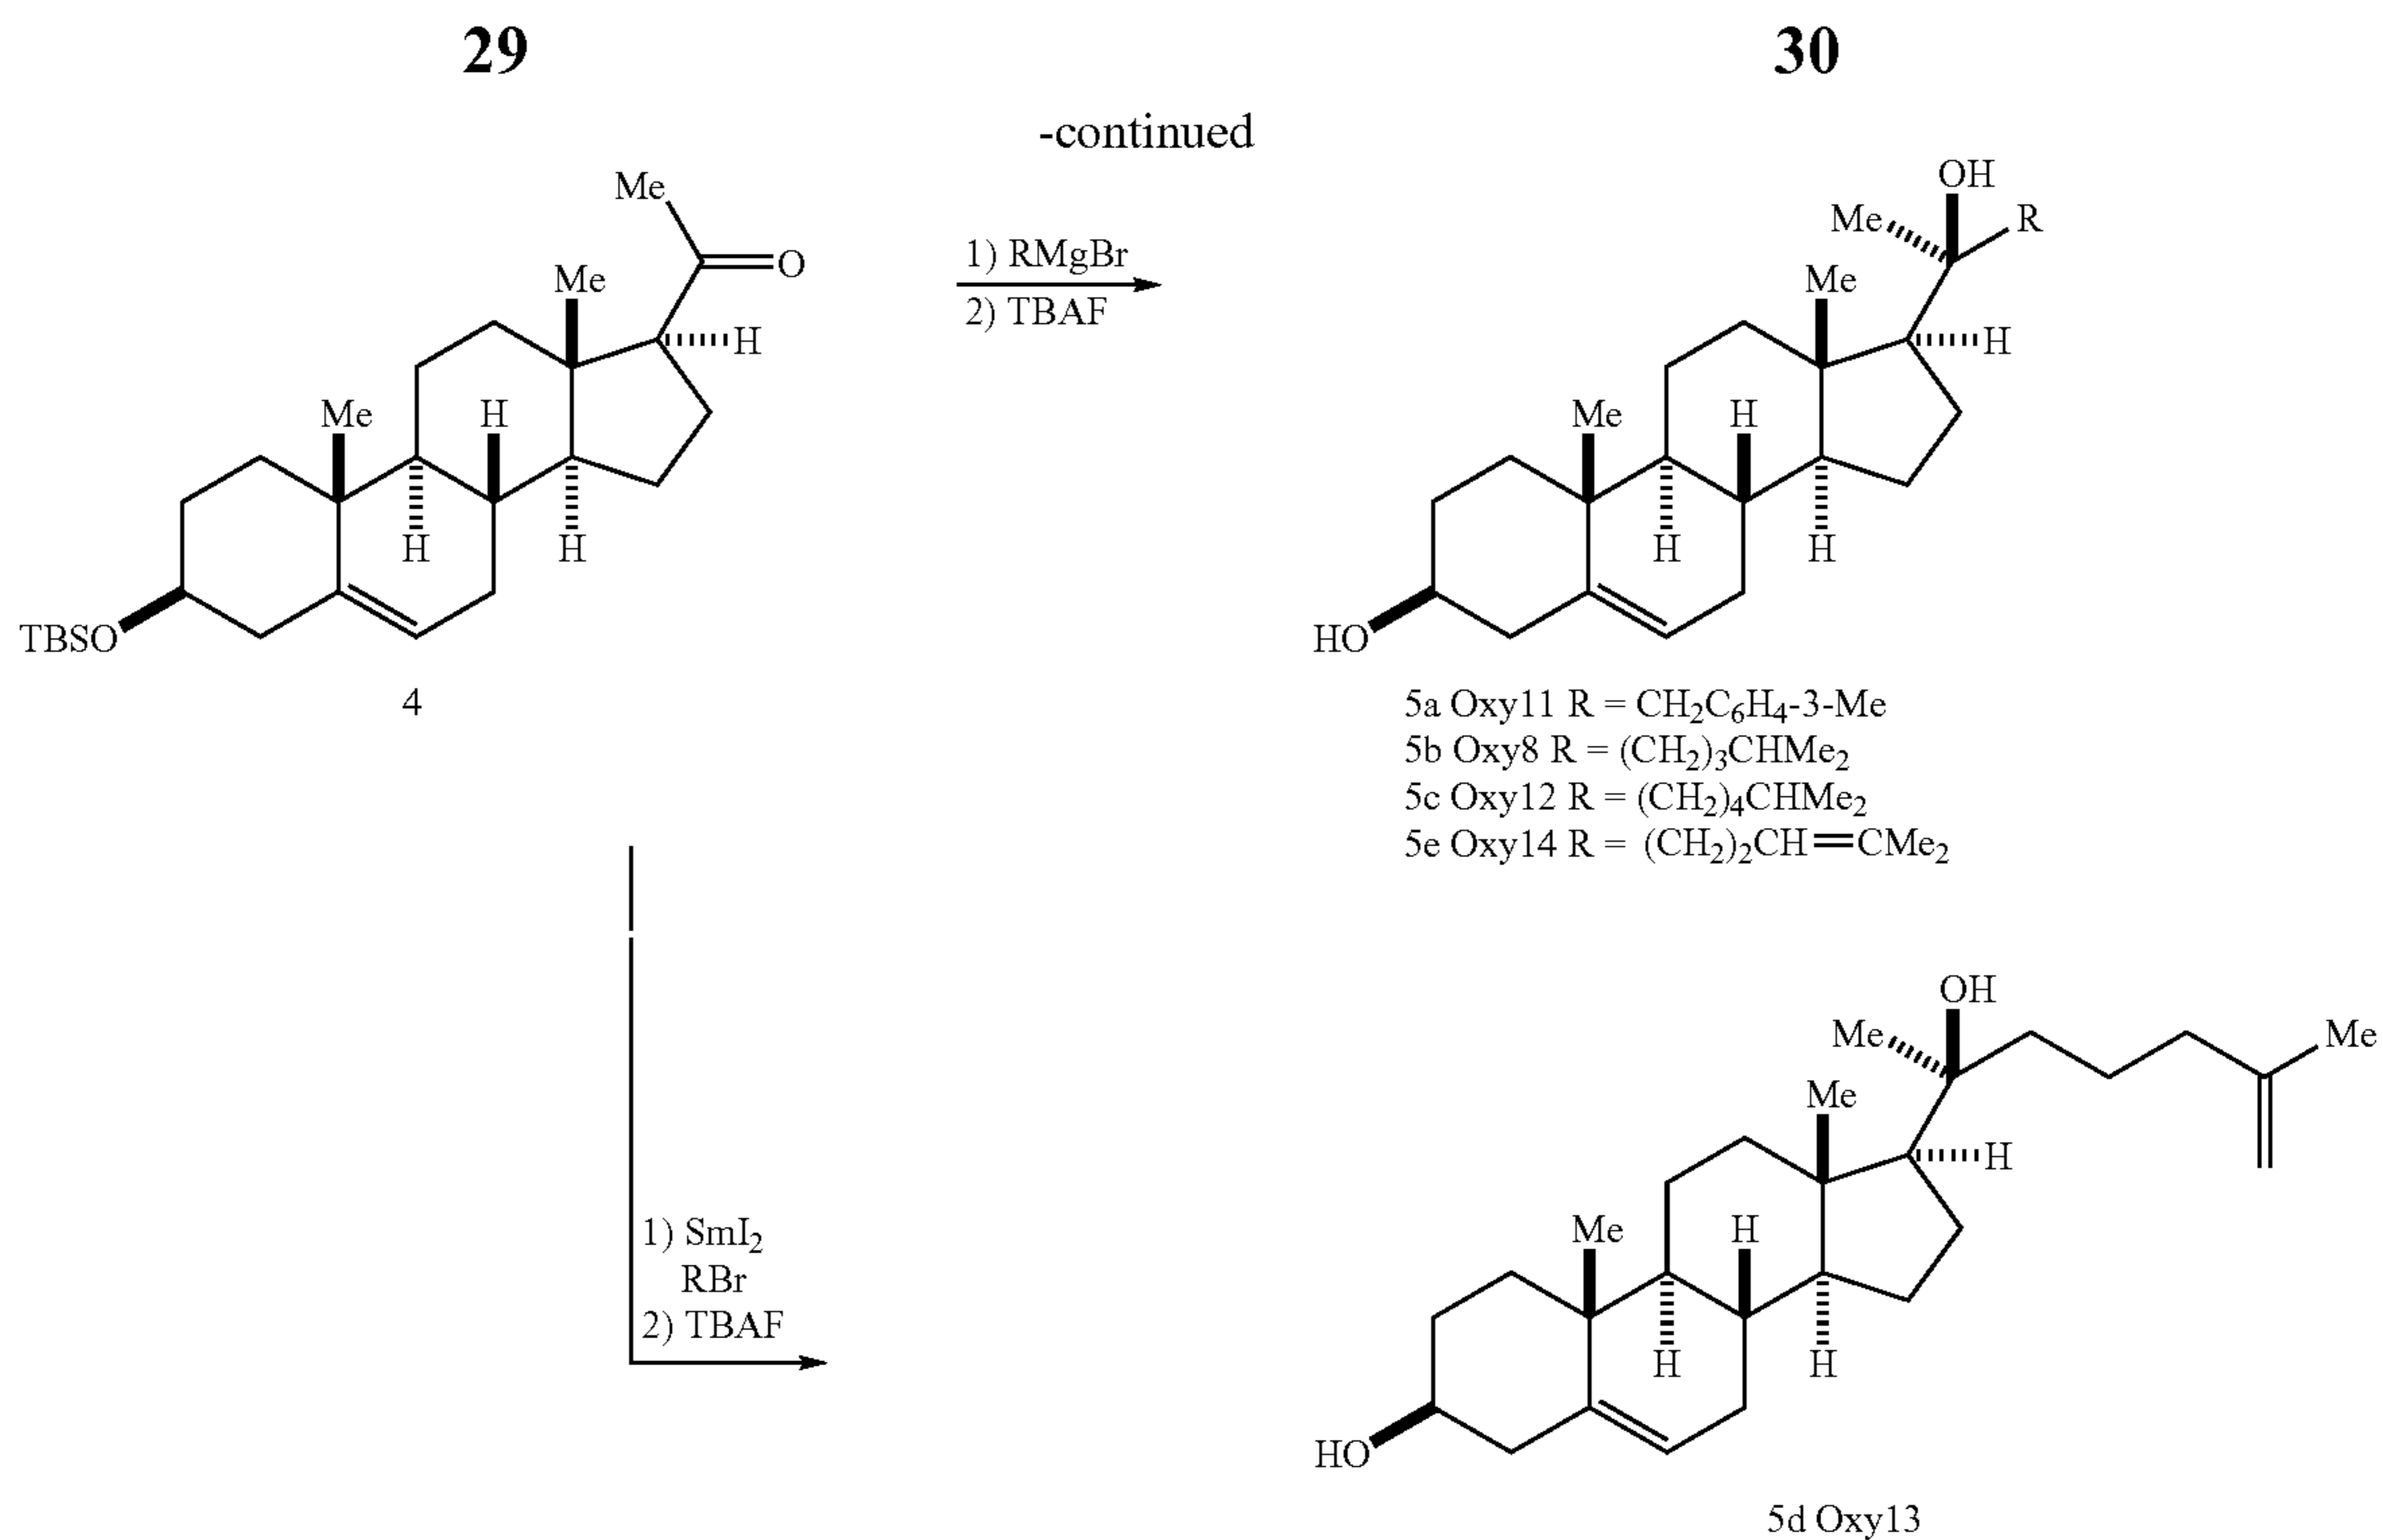 29
30
-continued
Me
O
Me
H
Me
H
H
H
TBSO
4
1) RMgBr
2) TBAF
OH
Me
R
Me
H
Me
H
H
H
HO
5a Oxy11 R = CH₂C₆H₄-3-Me
5b Oxy8 R = (CH₂)₃CHMe₂
5c Oxy12 R = (CH₂)₄CHMe₂
5e Oxy14 R = (CH₂)₂CH=CMe₂
1) SmI₂
RBr
2) TBAF
OH
Me
Me
Me
H
Me
H
H
H
HO
5d Oxy13